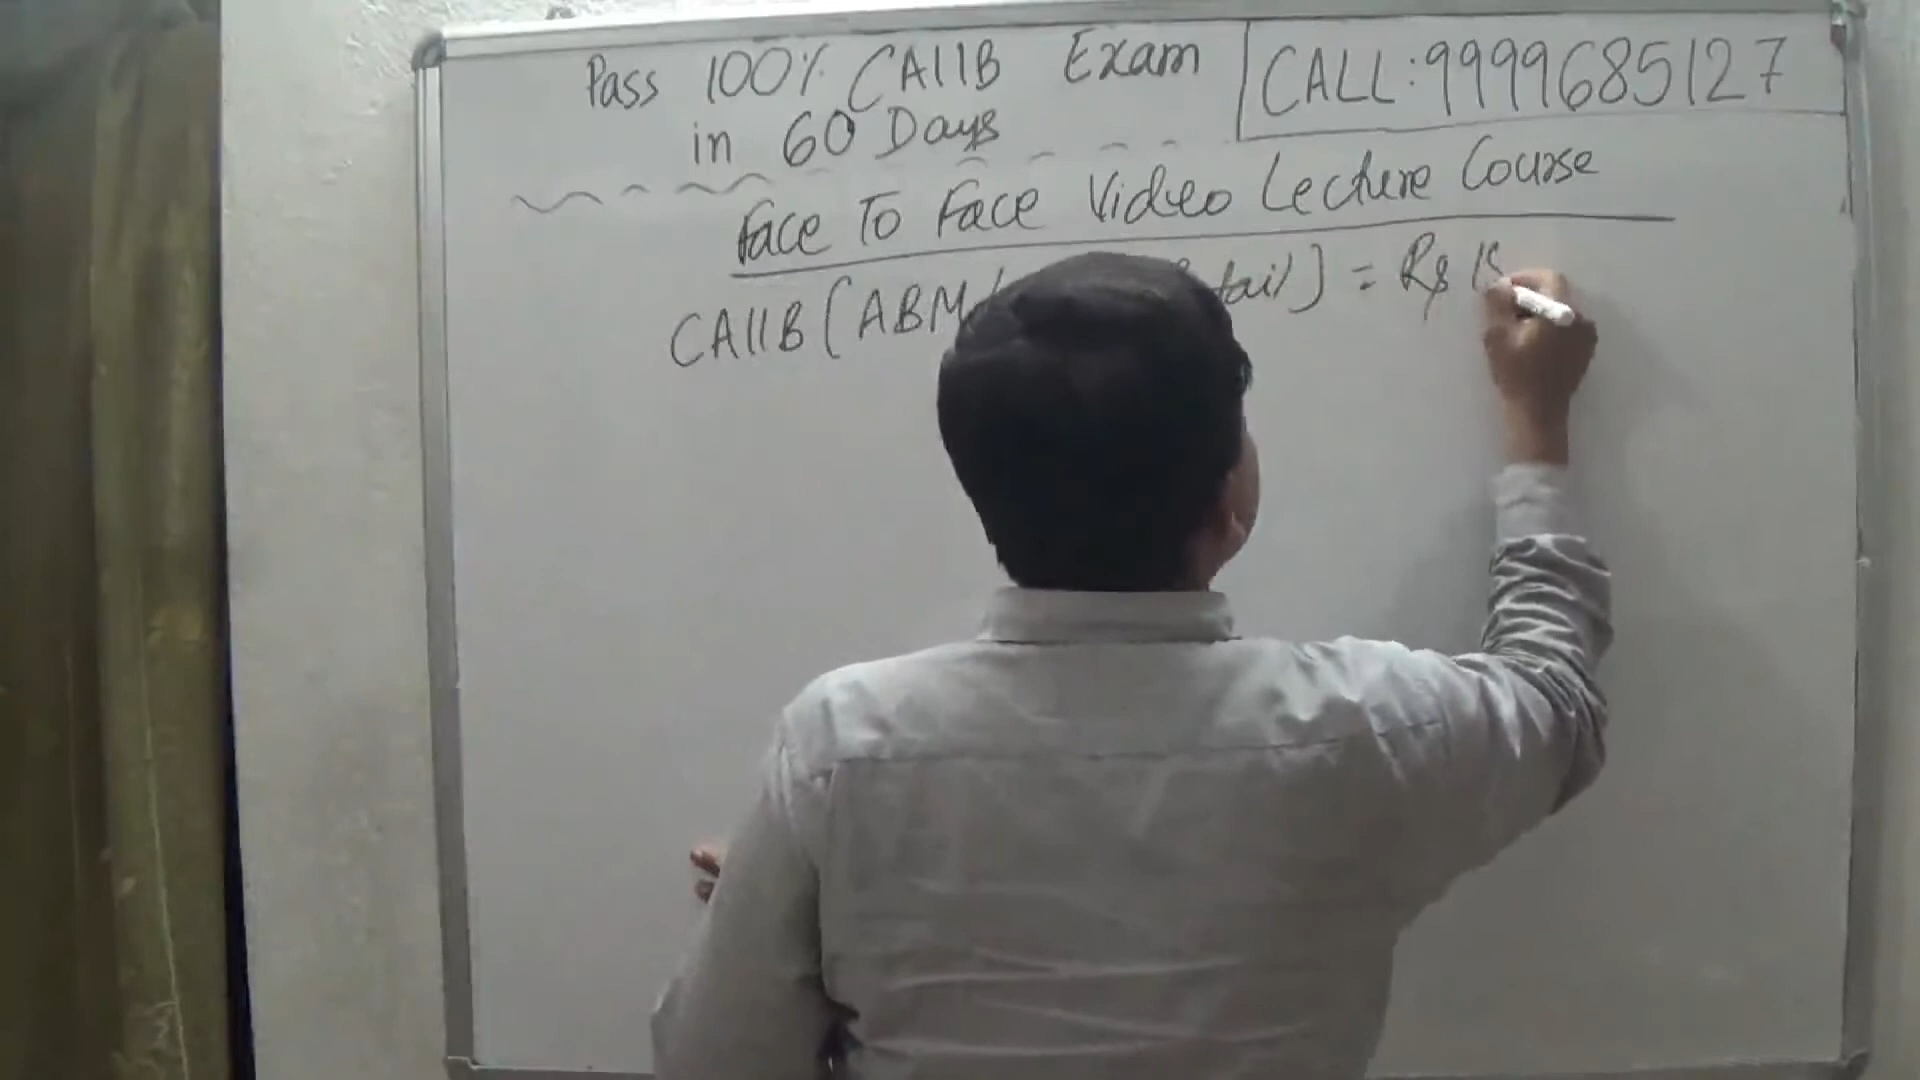 Pass 100% CAIIB Exam
in 60 Days
CALL: 9999685127
Face To Face Video Lecture Course
CAIIB [ABM/ tail] = Rs 15